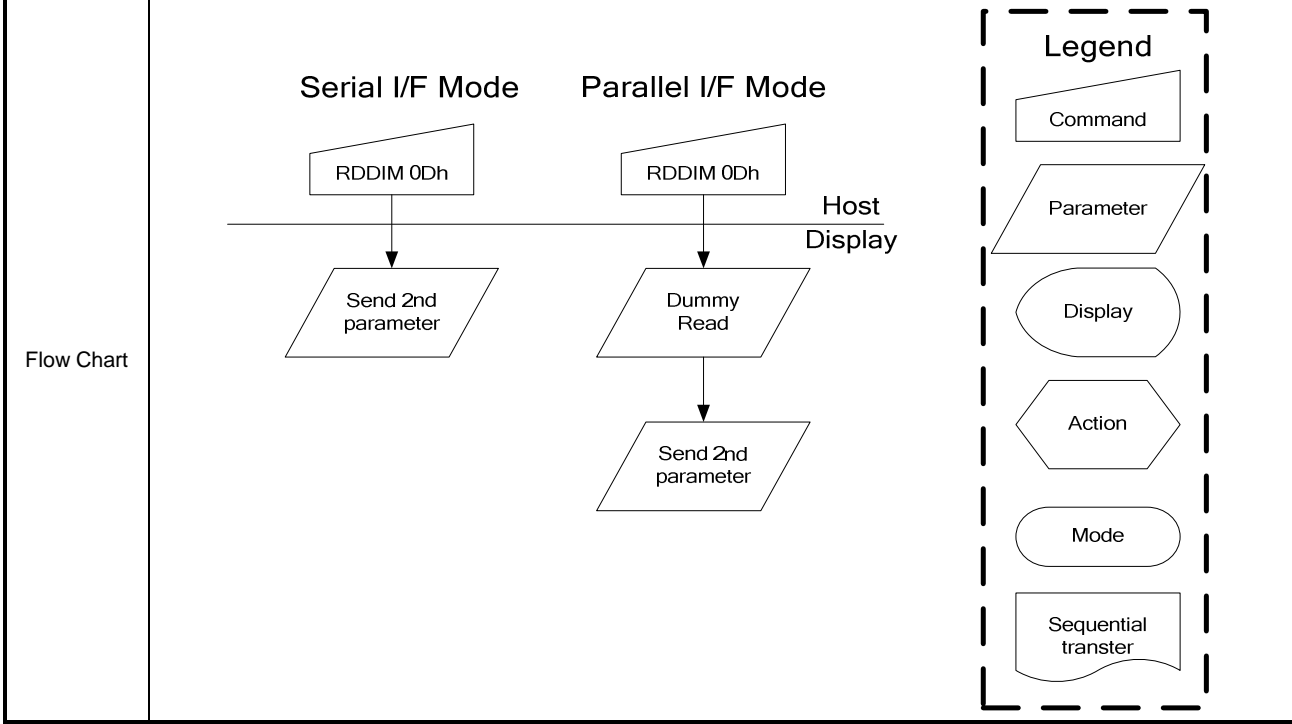 Flow Chart
Serial I/F Mode
RDDIM 0Dh
Send 2nd
parameter
Parallel I/F Mode
RDDIM 0Dh
Host
Display
Dummy
Read
Send 2nd
parameter
Legend
Command
Parameter
Display
Action
Mode
Sequential
transter